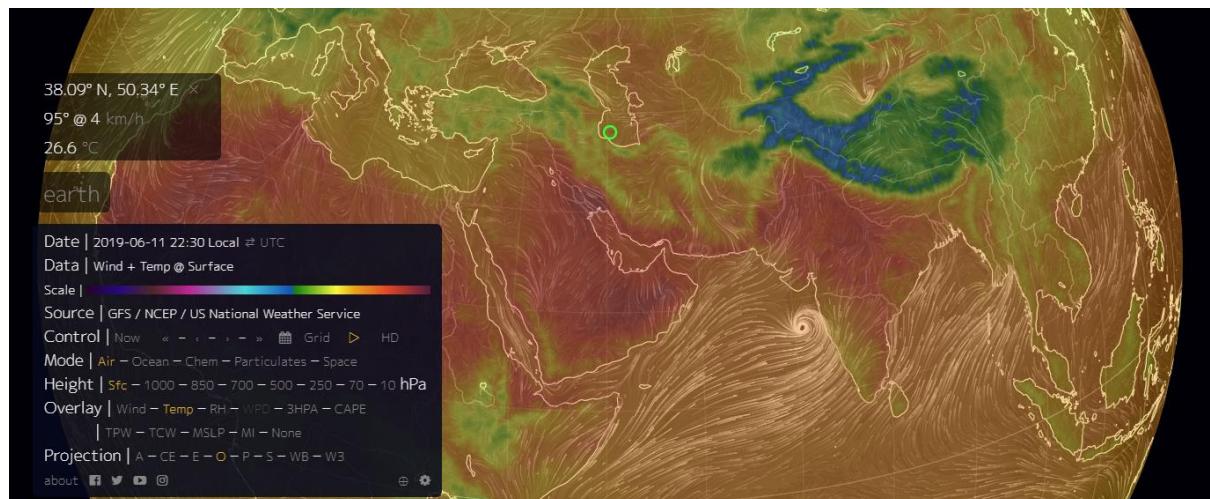 38.09° N, 50.34° E ×
95° @ 4 km/h
26.6 °C
earth
Date | 2019-06-11 22:30 Local ⇄ UTC
Data | Wind + Temp @ Surface
Scale |
Source | GFS / NCEP / US National Weather Service
Control | Now « – ‹ – › – » Grid HD
Mode | Air – Ocean – Chem – Particulates – Space
Height | Sfc – 1000 – 850 – 700 – 500 – 250 – 70 – 10 hPa
Overlay | Wind – Temp – RH – WPD – 3HPA – CAPE
| TPW – TCW – MSLP – MI – None
Projection | A – CE – E – O – P – S – WB – W3
about